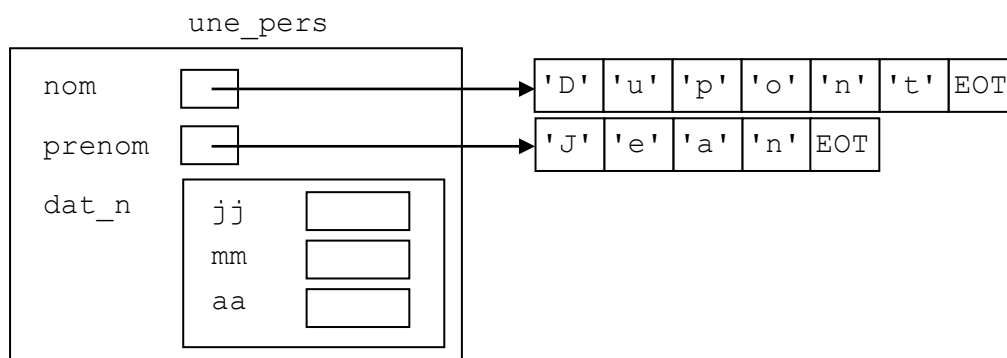 une_pers
nom 'D' 'u' 'p' 'o' 'n' 't' EOT
prenom 'J' 'e' 'a' 'n' EOT
dat_n jj
mm
aa